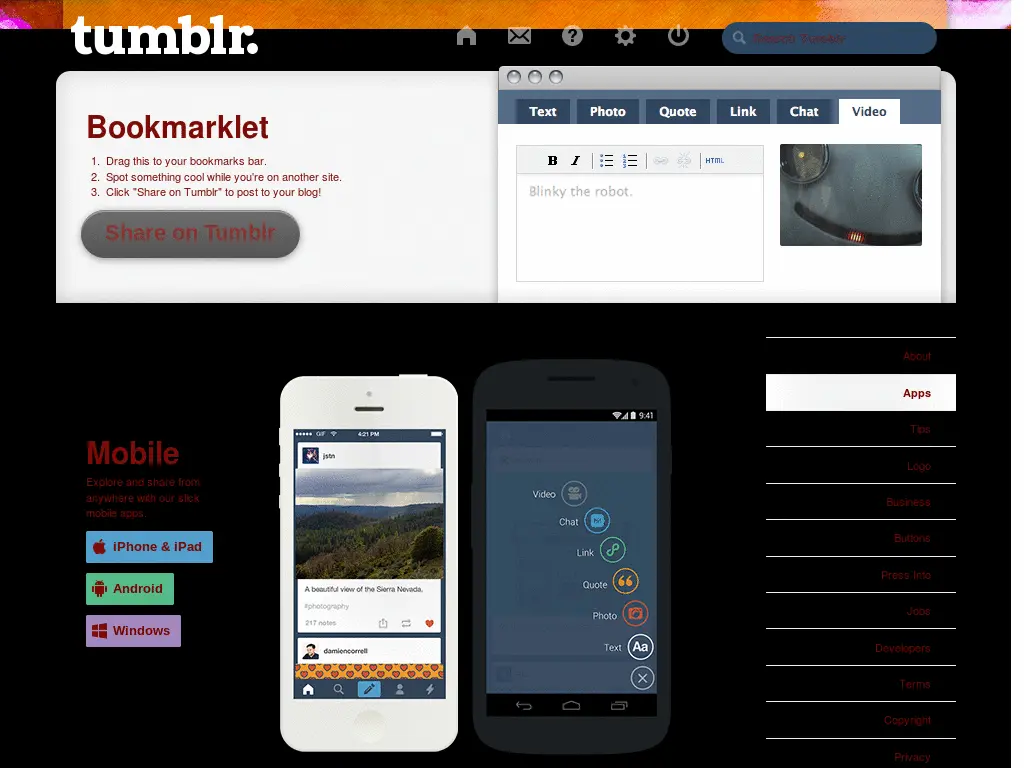 tumblr.
Search Tumblr
Bookmarklet
1. Drag this to your bookmarks bar.
2. Spot something cool while you're on another site.
3. Click "Share on Tumblr" to post to your blog!
Share on Tumblr
Text Photo Quote Link Chat Video
B I HTML
Blinky the robot.
Mobile
Explore and share from
anywhere with our slick
mobile apps.
iPhone & iPad
Android
Windows
GIF 4:21 PM
jstn
A beautiful view of the Sierra Nevada,
#photography
217 notes
damiencorrell
9:41
Video
Chat
Link
Quote
Photo
Text Aa
About
Apps
Tips
Logo
Business
Buttons
Press Info
Jobs
Developers
Terms
Copyright
Privacy